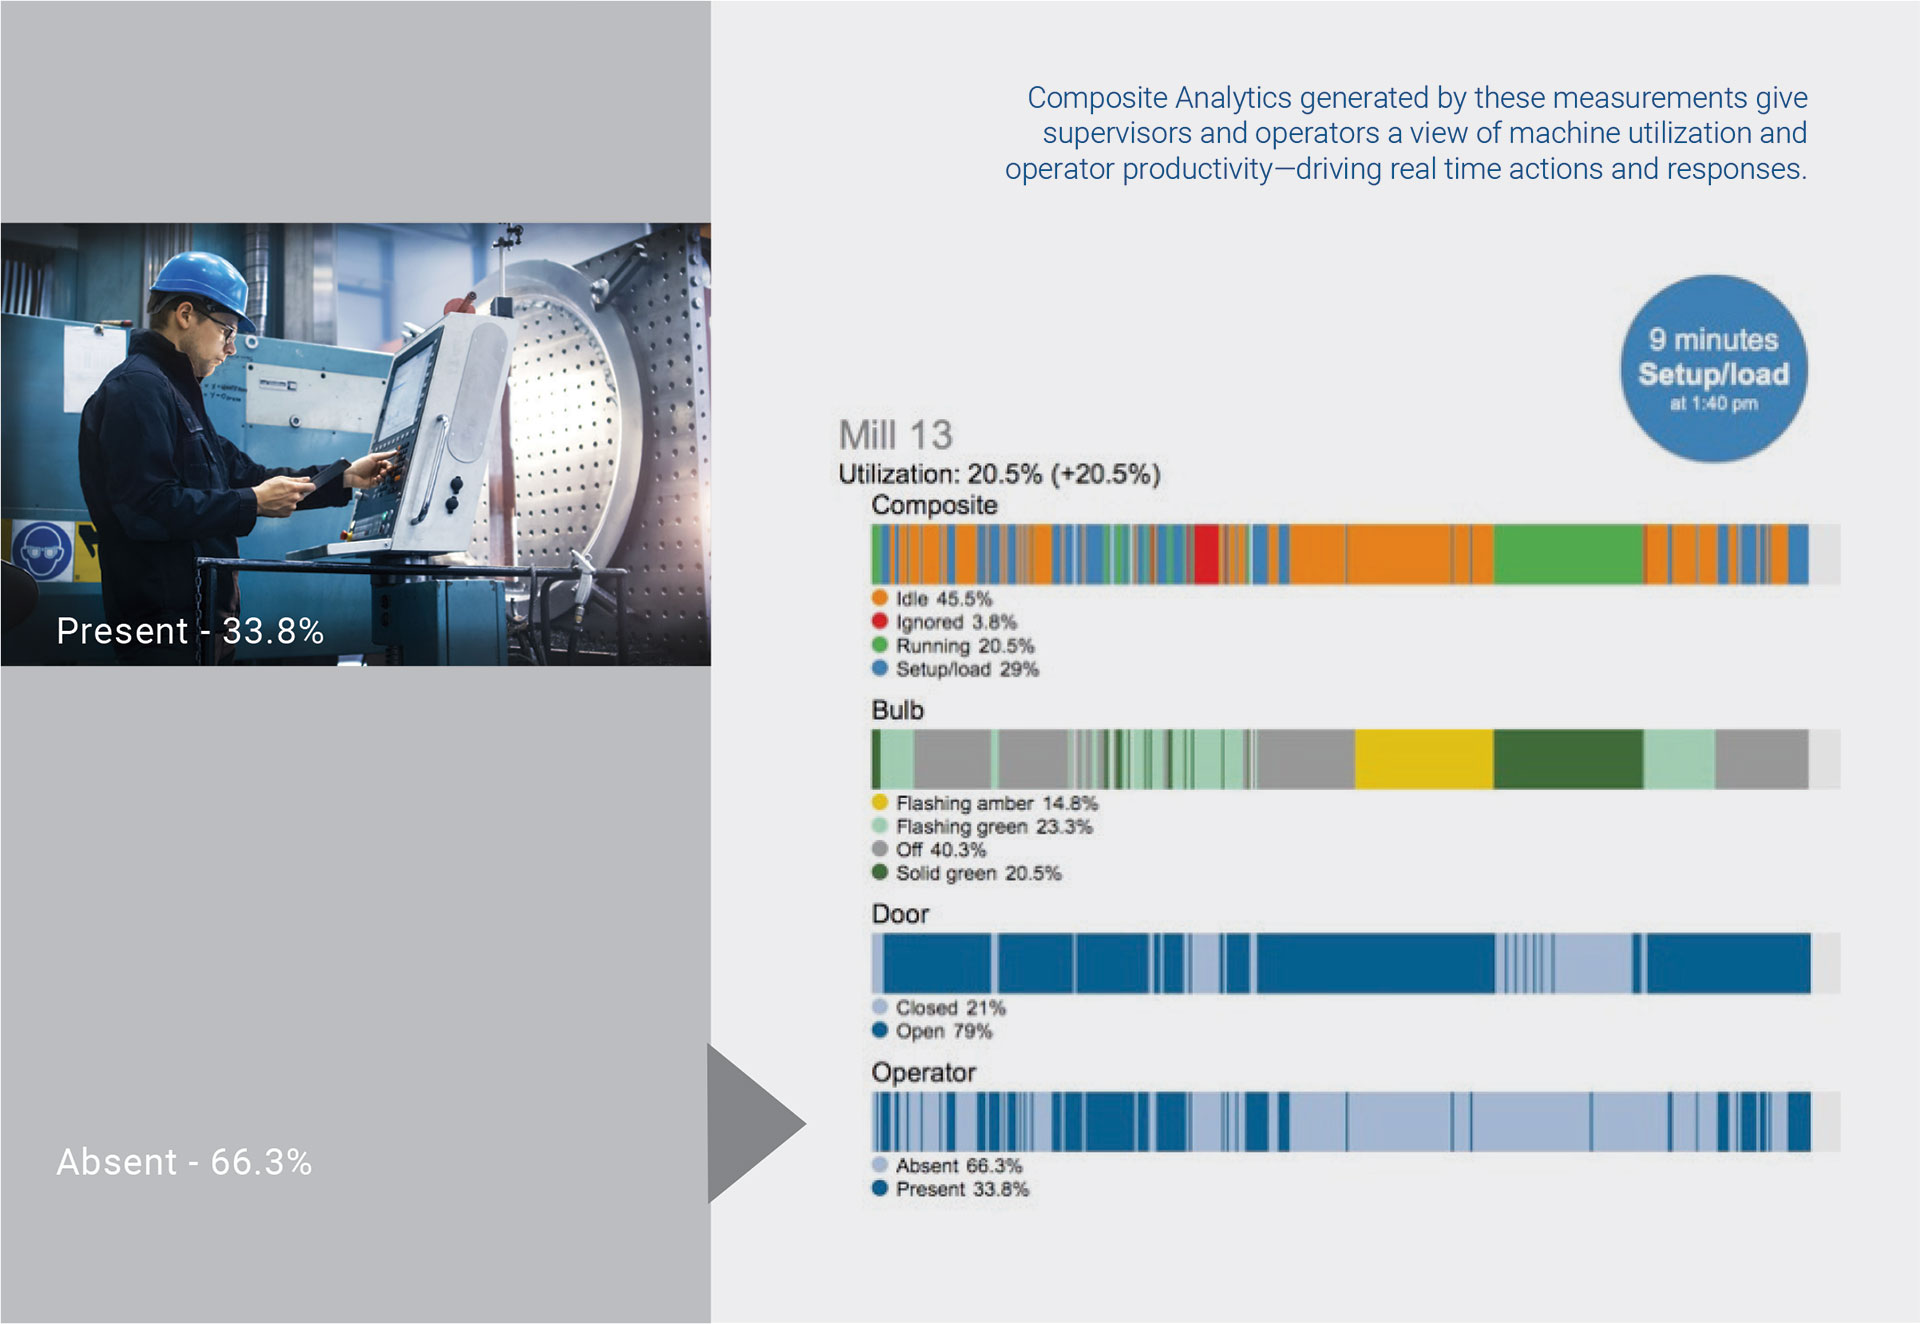 Composite Analytics generated by these measurements give
supervisors and operators a view of machine utilization and
operator productivity—driving real time actions and responses.
9 minutes
Setup/load
at 1:40 pm
Present - 33.8%
Absent - 66.3%
Mill 13
Utilization: 20.5% (+20.5%)
Composite
Idle 45.5%
Ignored 3.8%
Running 20.5%
Setup/load 29%
Bulb
Flashing amber 14.8%
Flashing green 23.3%
Off 40.3%
Solid green 20.5%
Door
Closed 21%
Open 79%
Operator
Absent 66.3%
Present 33.8%